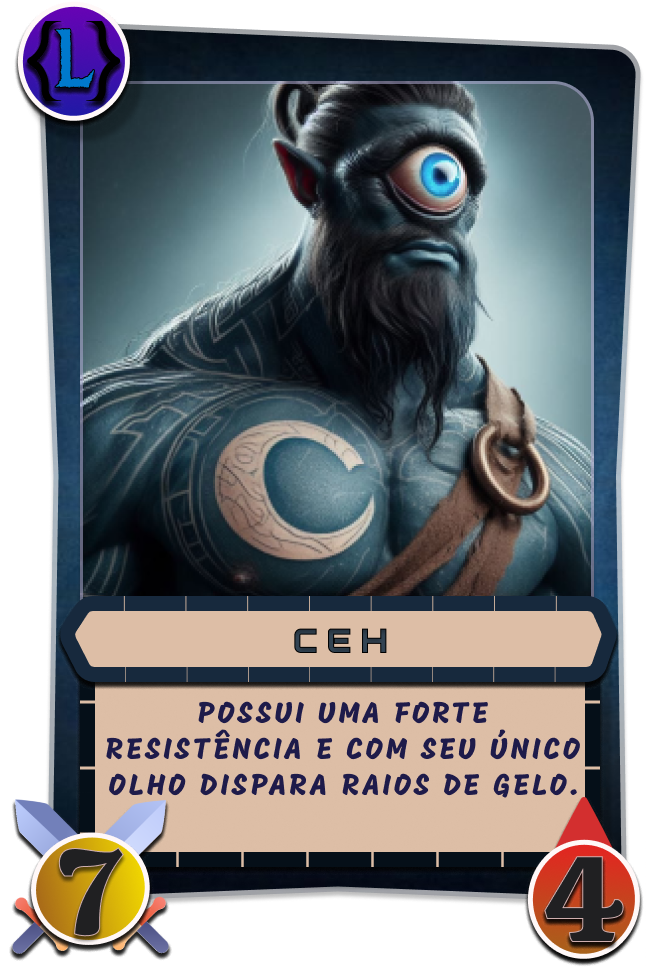 {L}
CEH
POSSUI UMA FORTE
RESISTÊNCIA E COM SEU ÚNICO
OLHO DISPARA RAIOS DE GELO.
7
4